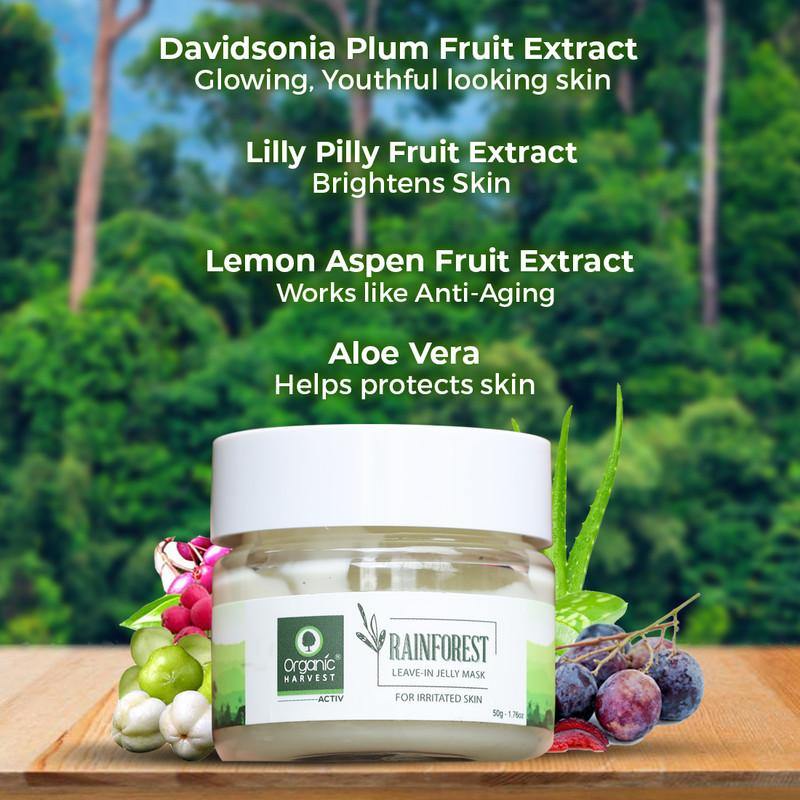 Davidsonia Plum Fruit Extract
Glowing, Youthful looking skin
Lilly Pilly Fruit Extract
Brightens Skin
Lemon Aspen Fruit Extract
Works like Anti-Aging
Aloe Vera
Helps protects skin
Organic®
HARVEST
ACTIV
RAINFOREST
LEAVE-IN JELLY MASK
FOR IRRITATED SKIN
50g - 1.76oz